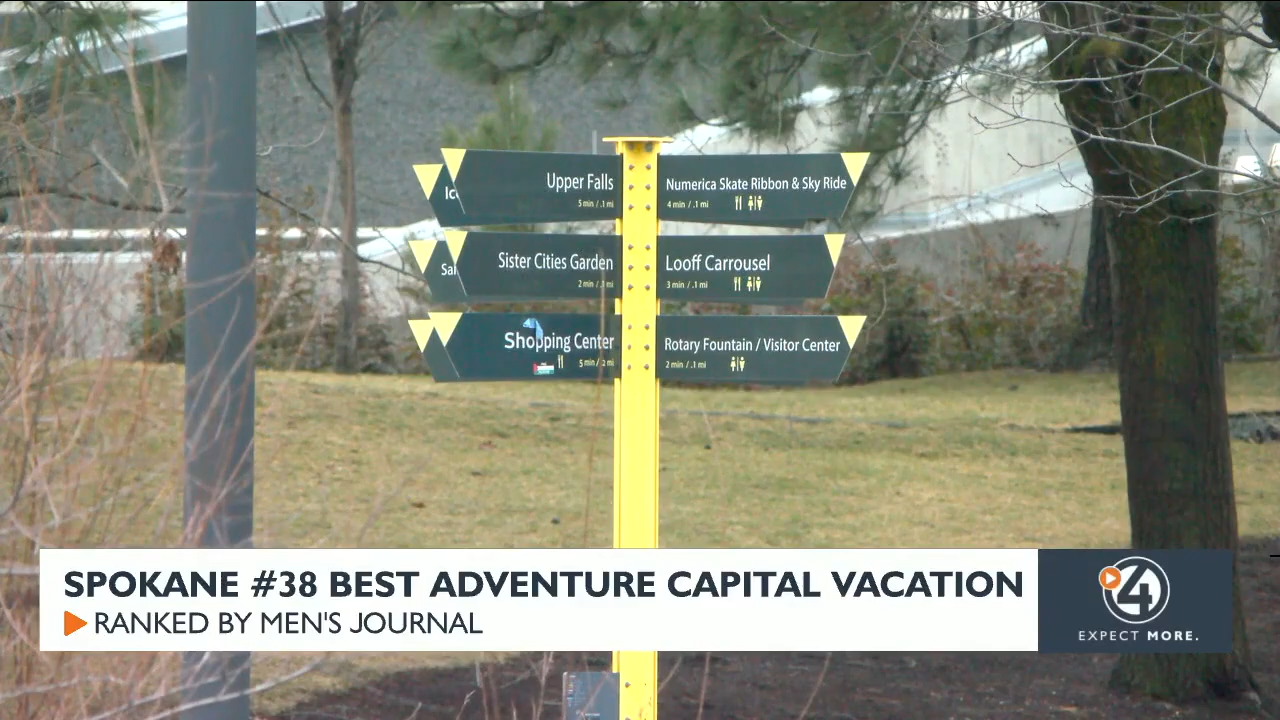 Upper Falls
5 min / .1 mi
Numerica Skate Ribbon & Sky Ride
4 min / .1 mi
Sister Cities Garden
2 min / .1 mi
Looff Carrousel
3 min / .1 mi
Shopping Center
5 min / .2 mi
Rotary Fountain / Visitor Center
2 min / .1 mi
SPOKANE #38 BEST ADVENTURE CAPITAL VACATION
RANKED BY MEN'S JOURNAL
4
EXPECT MORE.